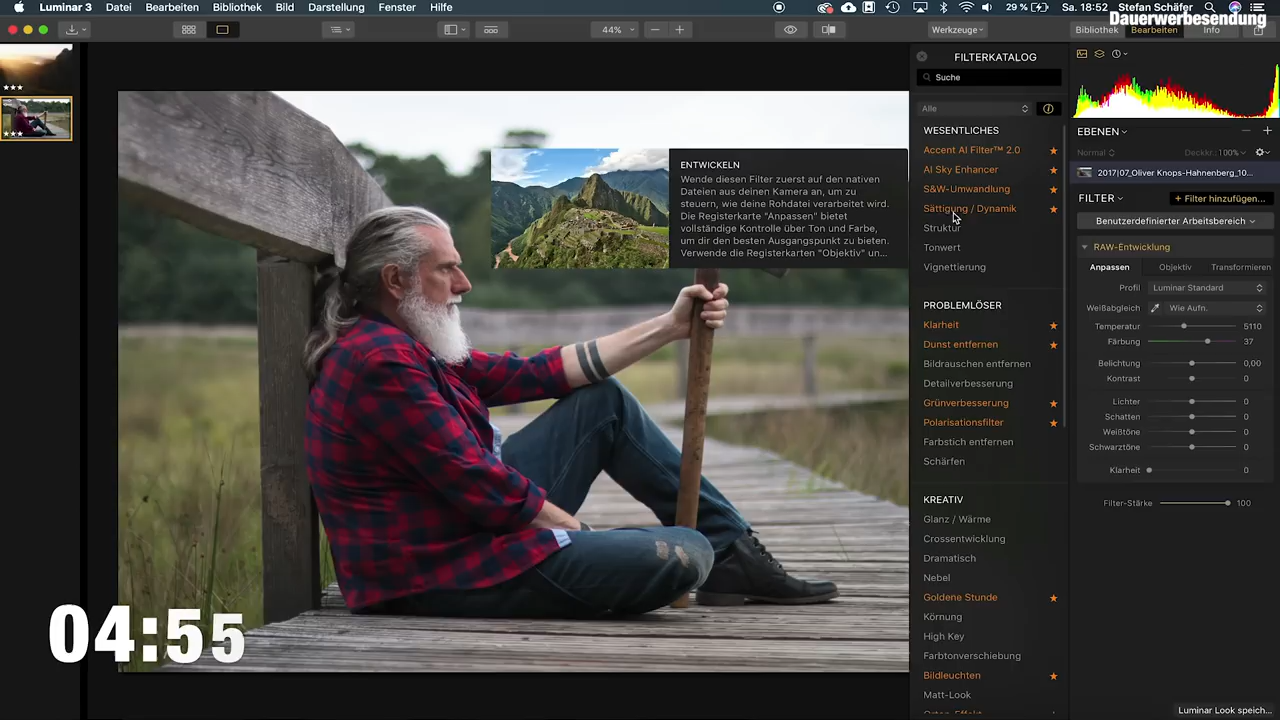 Luminar 3 Datei Bearbeiten Bibliothek Bild Darstellung Fenster Hilfe 29 % Sa. 18:52 Stefan Schäfer
Dauerwerbesendung
44% Werkzeuge Bibliothek Bearbeiten Info
FILTERKATALOG
Suche
Alle
WESENTLICHES
Accent AI Filter™ 2.0
AI Sky Enhancer
S&W-Umwandlung
Sättigung / Dynamik
Struktur
Tonwert
Vignettierung
PROBLEMLÖSER
Klarheit
Dunst entfernen
Bildrauschen entfernen
Detailverbesserung
Grünverbesserung
Polarisationsfilter
Farbstich entfernen
Schärfen
KREATIV
Glanz / Wärme
Crossentwicklung
Dramatisch
Nebel
Goldene Stunde
Körnung
High Key
Farbtonverschiebung
Bildleuchten
Matt-Look
ENTWICKELN
Wende diesen Filter zuerst auf den nativen
Dateien aus deinen Kamera an, um zu
steuern, wie deine Rohdatei verarbeitet wird.
Die Registerkarte "Anpassen" bietet
vollständige Kontrolle über Ton und Farbe,
um dir den besten Ausgangspunkt zu bieten.
Verwende die Registerkarten "Objektiv" un...
EBENEN
Normal Deckkr.: 100%
2017|07_Oliver Knops-Hahnenberg_10...
FILTER + Filter hinzufügen...
Benutzerdefinierter Arbeitsbereich
RAW-Entwicklung
Anpassen Objektiv Transformieren
Profil Luminar Standard
Weißabgleich Wie Aufn.
Temperatur 5110
Färbung 37
Belichtung 0,00
Kontrast 0
Lichter 0
Schatten 0
Weißtöne 0
Schwarztöne 0
Klarheit 0
Filter-Stärke 100
Luminar Look speich...
04:55